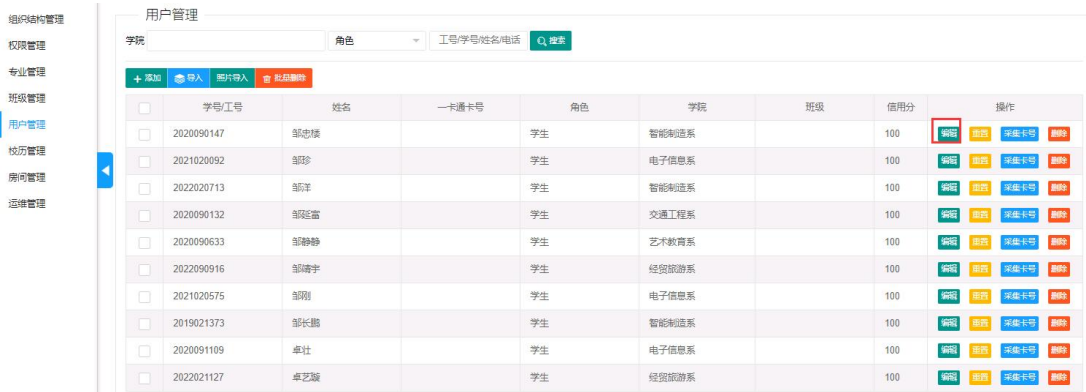 组织结构管理
权限管理
专业管理
班级管理
用户管理
校历管理
房间管理
运维管理
用户管理
学院 角色 工号/学号/姓名/电话 搜索
添加 导入 照片导入 批量删除
学号/工号 姓名 一卡通卡号 角色 学院 班级 信用分 操作
2020090147 邹忠 学生 智能制造系 100 编辑 重置 采集卡号 删除
2021020092 邹珍 学生 电子信息系 100 编辑 重置 采集卡号 删除
2022020713 邹洋 学生 智能制造系 100 编辑 重置 采集卡号 删除
2020090132 邹延富 学生 交通工程系 100 编辑 重置 采集卡号 删除
2020090633 邹静静 学生 艺术教育系 100 编辑 重置 采集卡号 删除
2022090916 邹靖宇 学生 经贸旅游系 100 编辑 重置 采集卡号 删除
2021020575 邹刚 学生 电子信息系 100 编辑 重置 采集卡号 删除
2019021373 邹长鹏 学生 智能制造系 100 编辑 重置 采集卡号 删除
2020091109 卓壮 学生 电子信息系 100 编辑 重置 采集卡号 删除
2022021127 卓艺璇 学生 经贸旅游系 100 编辑 重置 采集卡号 删除